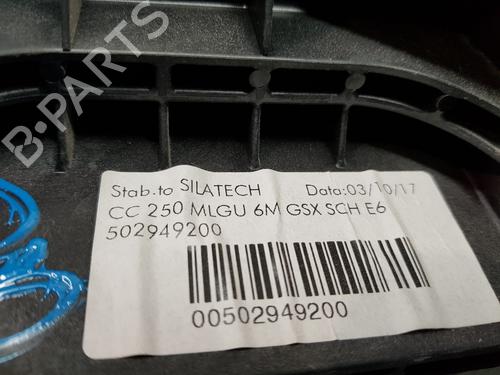 B-PARTS
Stab.to SILATECH Data:03/10/17
CC 250 MLGU 6M GSX SCH E6
502949200
00502949200